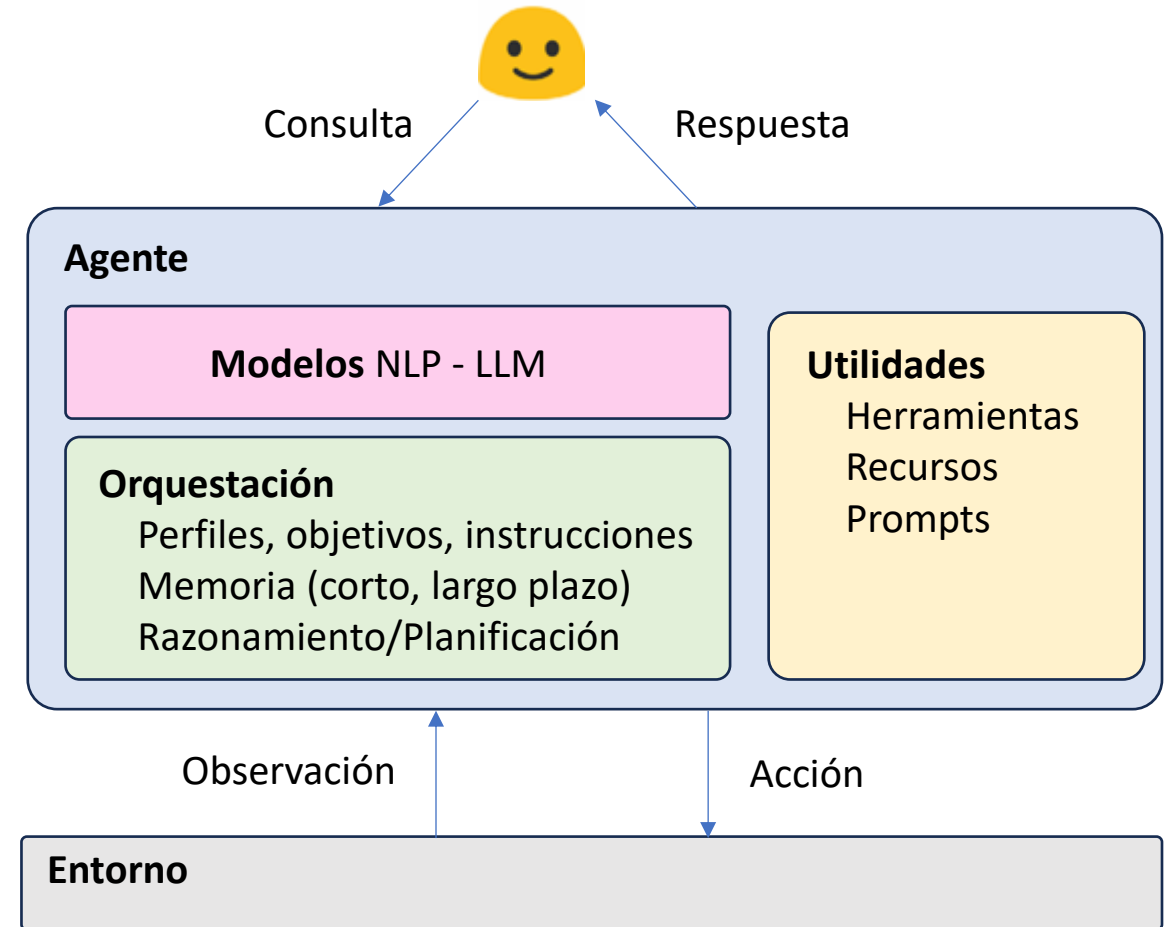 Consulta
Respuesta
Agente
Modelos NLP - LLM
Utilidades
Herramientas
Recursos
Prompts
Orquestación
Perfiles, objetivos, instrucciones
Memoria (corto, largo plazo)
Razonamiento/Planificación
Observación
Acción
Entorno